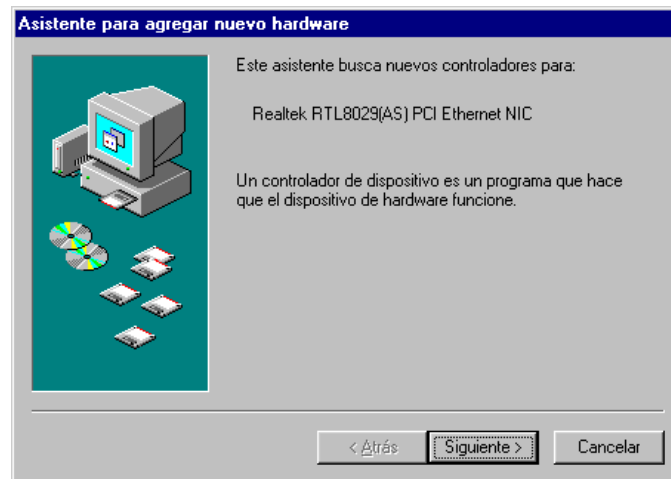 Asistente para agregar nuevo hardware
Este asistente busca nuevos controladores para:
Realtek RTL8029(AS) PCI Ethernet NIC
Un controlador de dispositivo es un programa que hace
que el dispositivo de hardware funcione.
< Atrás
Siguiente >
Cancelar